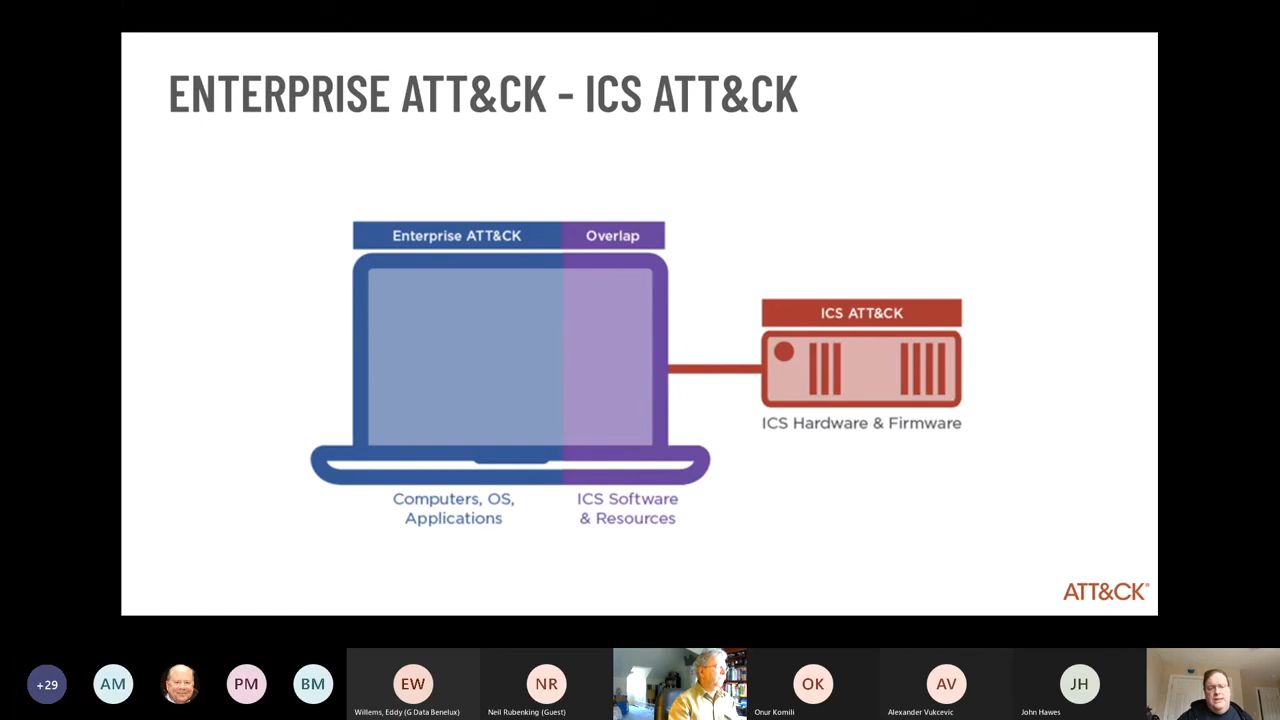 ENTERPRISE ATT&CK - ICS ATT&CK
Enterprise ATT&CK
Overlap
ICS ATT&CK
ICS Hardware & Firmware
Computers, OS,
Applications
ICS Software
& Resources
ATT&CK®
+29
AM
PM
BM
EW
Willems, Eddy (G Data Benelux)
NR
Neil Rubenking (Guest)
OK
Onur Komili
AV
Alexander Vukcevic
JH
John Hawes